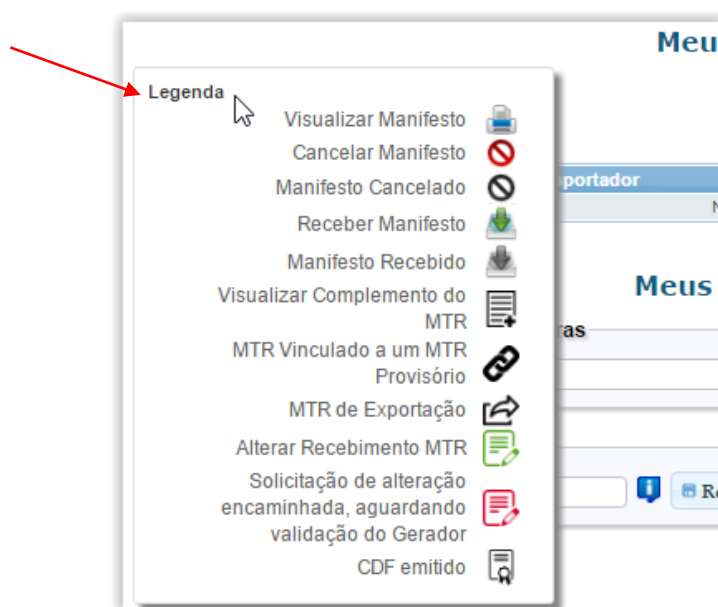 Meu
Legenda
Visualizar Manifesto
Cancelar Manifesto
Manifesto Cancelado
Receber Manifesto
Manifesto Recebido
Visualizar Complemento do
MTR
MTR Vinculado a um MTR
Provisório
MTR de Exportação
Alterar Recebimento MTR
Solicitação de alteração
encaminhada, aguardando
validação do Gerador
CDF emitido
sportador
N
Meus
ras
Re